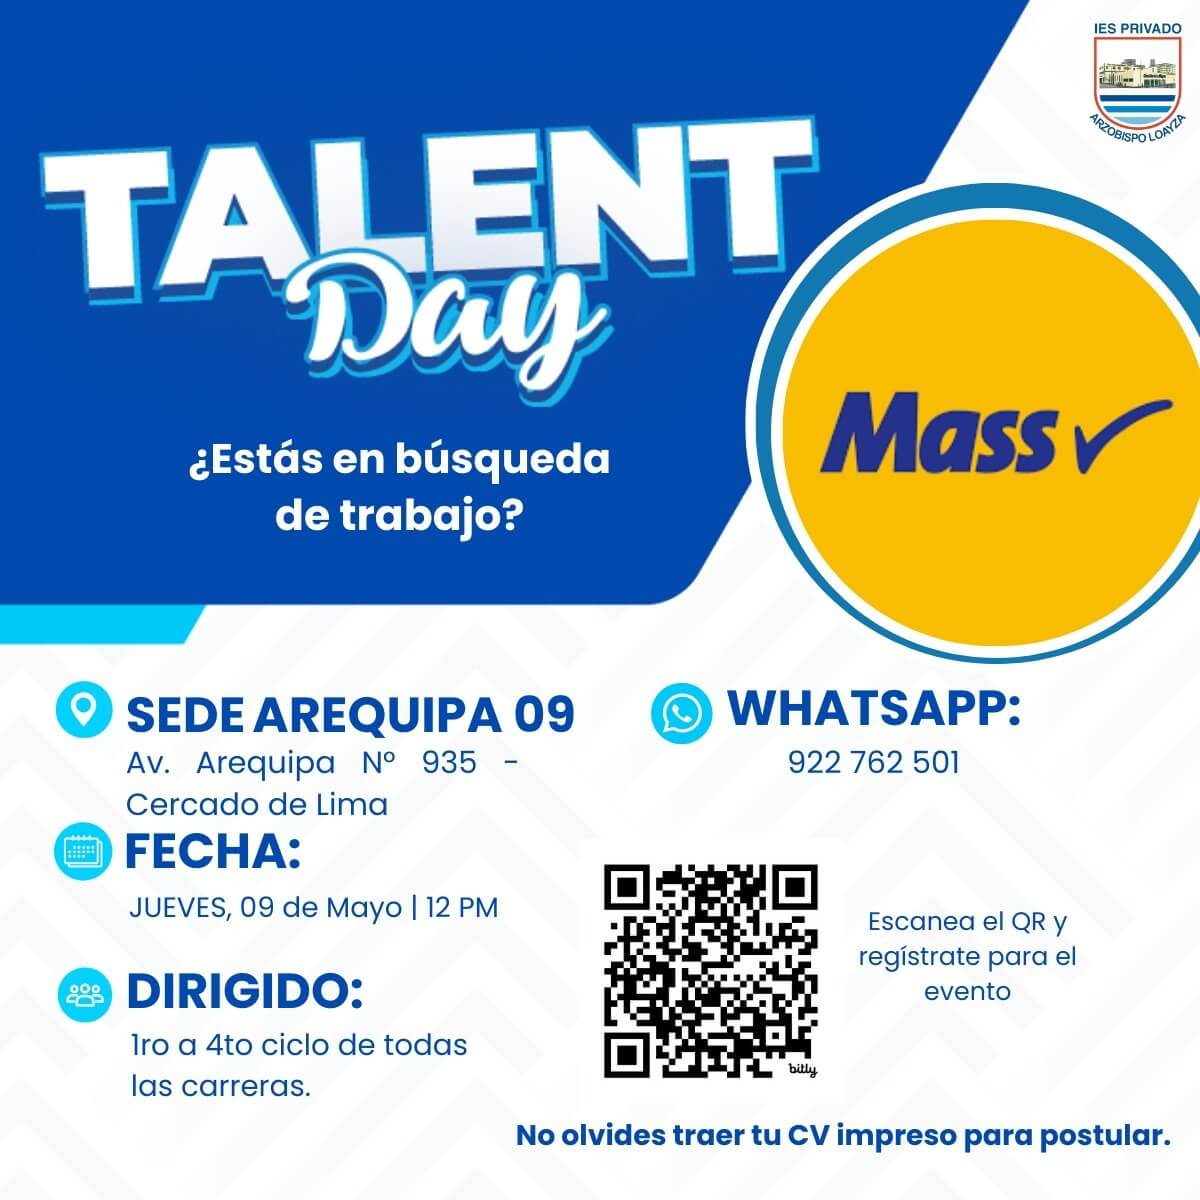 IES PRIVADO
ARZOBISPO LOAYZA
TALENT
Day
¿Estás en búsqueda
de trabajo?
Mass
SEDE AREQUIPA 09
Av. Arequipa N° 935 -
Cercado de Lima
WHATSAPP:
922 762 501
FECHA:
JUEVES, 09 de Mayo | 12 PM
DIRIGIDO:
1ro a 4to ciclo de todas
las carreras.
bitly
Escanea el QR y
regístrate para el
evento
No olvides traer tu CV impreso para postular.